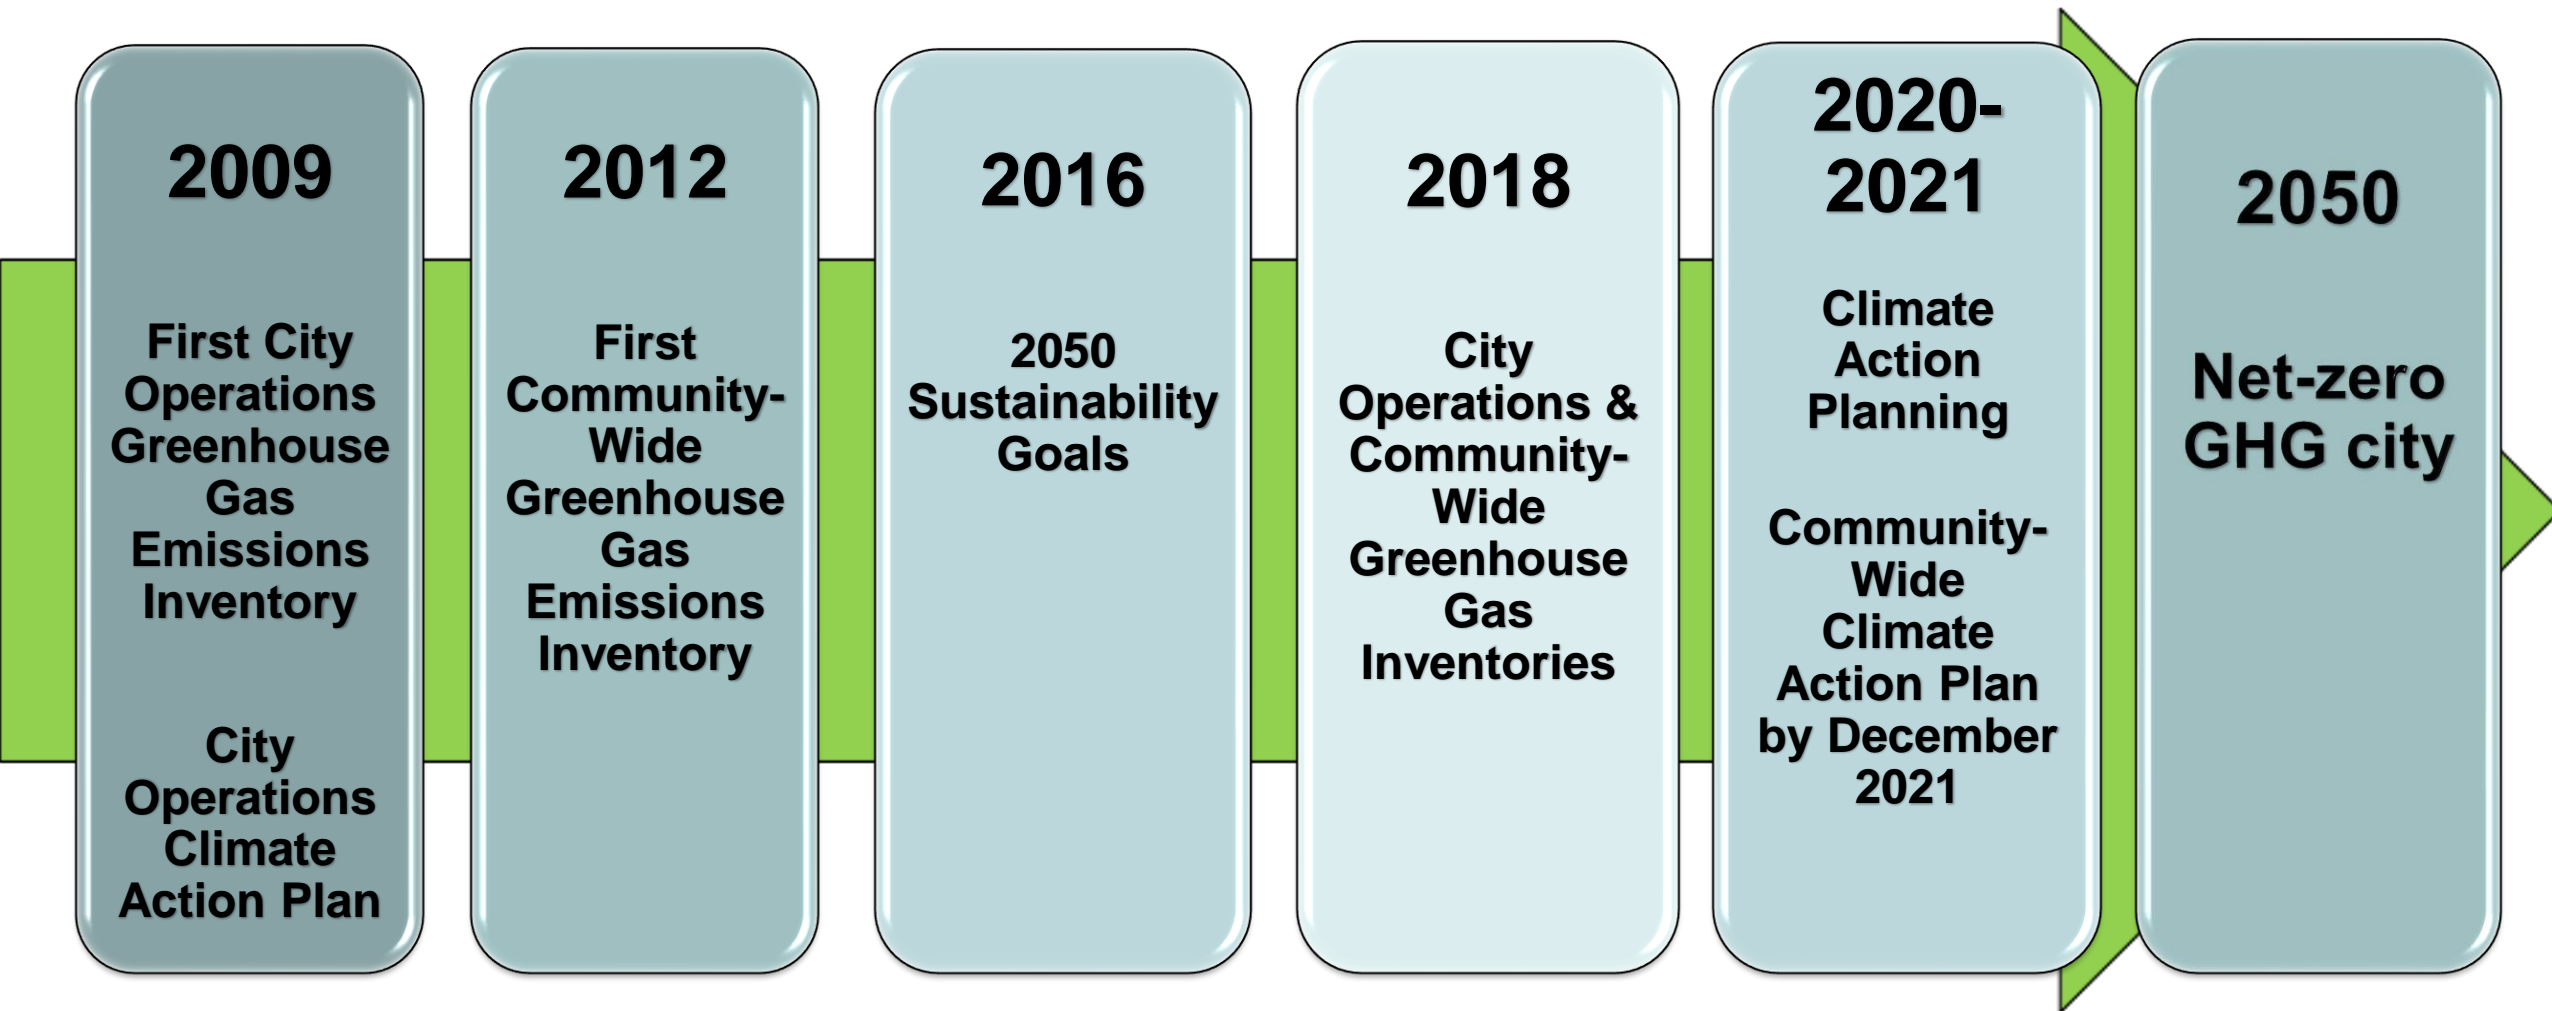 2009
First City
Operations
Greenhouse
Gas
Emissions
Inventory
City
Operations
Climate
Action Plan
2012
First
Community-
Wide
Greenhouse
Gas
Emissions
Inventory
2016
2050
Sustainability
Goals
2018
City
Operations &
Community-
Wide
Greenhouse
Gas
Inventories
2020-
2021
Climate
Action
Planning
Community-
Wide
Climate
Action Plan
by December
2021
2050
Net-zero
GHG city